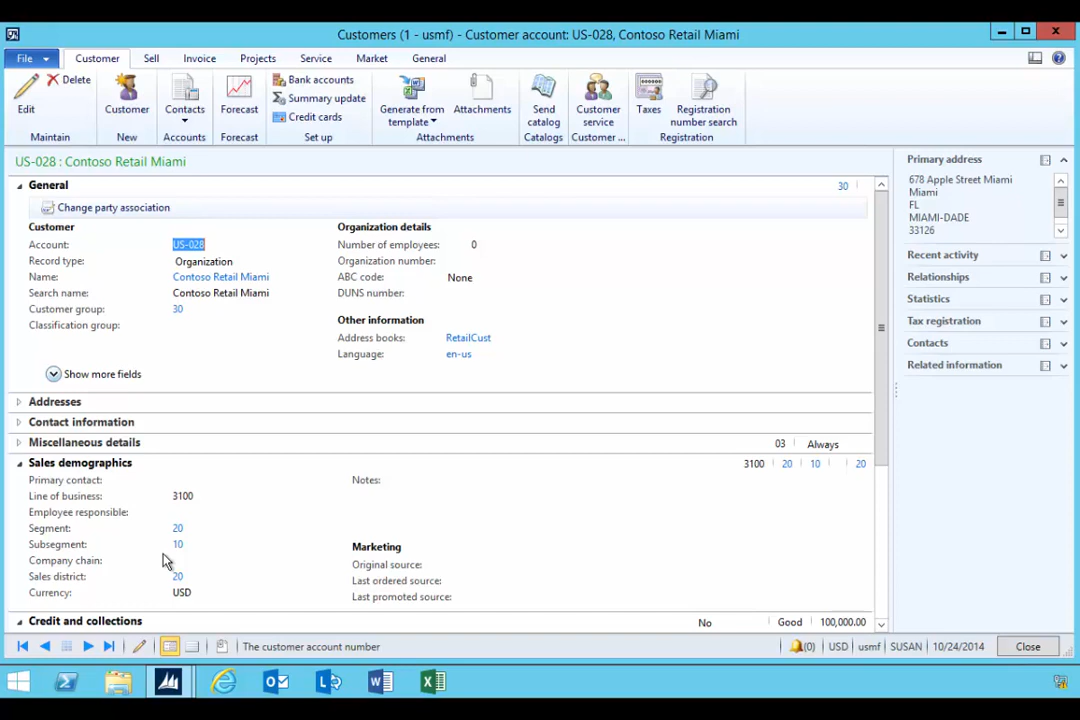 Customers (1 - usmf) - Customer account: US-028, Contoso Retail Miami
File Customer Sell Invoice Projects Service Market General
Edit Delete Customer Contacts Forecast Bank accounts Summary update Credit cards Generate from template Attachments Send catalog Customer service Taxes Registration number search
Maintain New Accounts Forecast Set up Attachments Catalogs Customer ... Registration
US-028 : Contoso Retail Miami
General 30
Change party association
Customer
Account: US-028
Record type: Organization
Name: Contoso Retail Miami
Search name: Contoso Retail Miami
Customer group: 30
Classification group:
Organization details
Number of employees: 0
Organization number:
ABC code: None
DUNS number:
Other information
Address books: RetailCust
Language: en-us
Show more fields
Addresses
Contact information
Miscellaneous details 03 Always
Sales demographics 3100 20 10 20
Primary contact:
Line of business: 3100
Employee responsible:
Segment: 20
Subsegment: 10
Company chain:
Sales district: 20
Currency: USD
Notes:
Marketing
Original source:
Last ordered source:
Last promoted source:
Credit and collections No Good 100,000.00
Primary address
678 Apple Street Miami
Miami
FL
MIAMI-DADE
33126
Recent activity
Relationships
Statistics
Tax registration
Contacts
Related information
The customer account number (0) USD usmf SUSAN 10/24/2014 Close